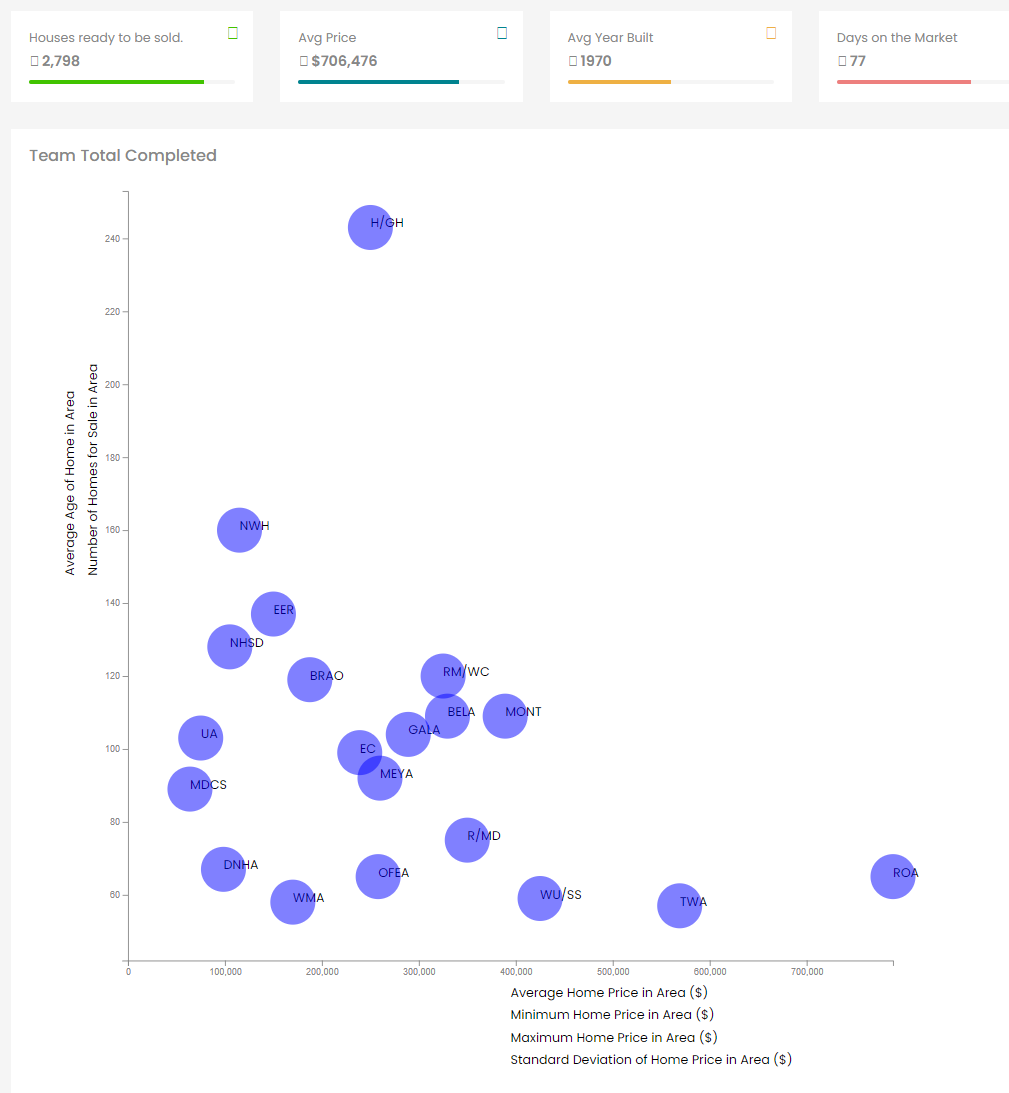 Houses ready to be sold.
2,798
Avg Price
$706,476
Avg Year Built
1970
Days on the Market
77
Team Total Completed
240
220
200
180
160
140
120
100
80
60
Average Age of Home in Area
Number of Homes for Sale in Area
H/GH
NWH
EER
NHSD
BRAO
RM/WC
BELA
MONT
GALA
UA
EC
MEYA
MDCS
R/MD
DNHA
OFEA
ROA
WMA
WU/SS
TWA
0
100,000
200,000
300,000
400,000
500,000
600,000
700,000
Average Home Price in Area ($)
Minimum Home Price in Area ($)
Maximum Home Price in Area ($)
Standard Deviation of Home Price in Area ($)